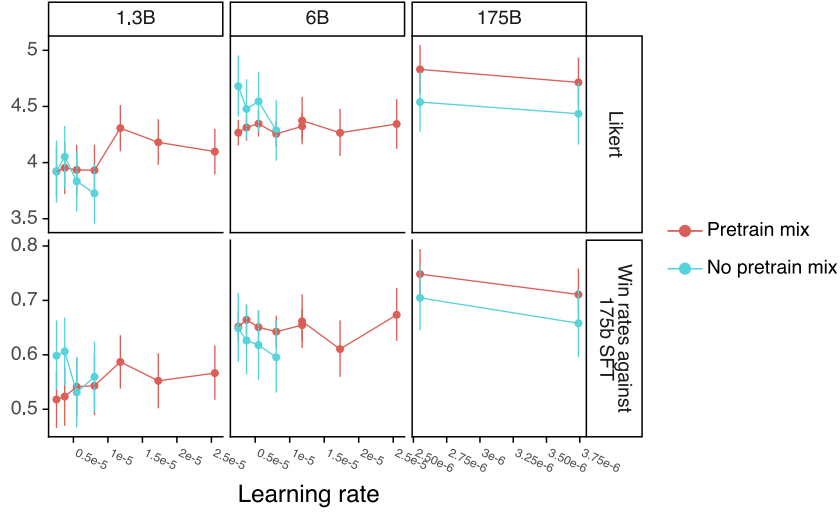 1.3B 6B 175B
5
4.5
4
3.5
Likert
0.8
0.7
0.6
0.5
Win rates against
175b SFT
Pretrain mix
No pretrain mix
0.5e-5 1e-5 1.5e-5 2e-5 2.5e-5 0.5e-5 1e-5 1.5e-5 2e-5 2.5e-5 2.50e-6 2.75e-6 3e-6 3.25e-6 3.50e-6 3.75e-6
Learning rate